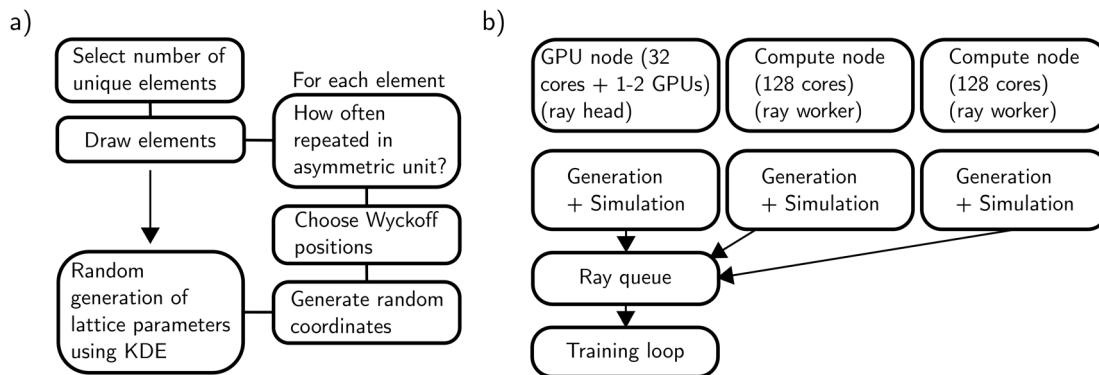 a)
Select number of
unique elements
Draw elements
For each element
How often
repeated in
asymmetric unit?
Choose Wyckoff
positions
Generate random
coordinates
Random
generation of
lattice parameters
using KDE
b)
GPU node (32
cores + 1-2 GPUs)
(ray head)
Compute node
(128 cores)
(ray worker)
Compute node
(128 cores)
(ray worker)
Generation
+ Simulation
Generation
+ Simulation
Generation
+ Simulation
Ray queue
Training loop